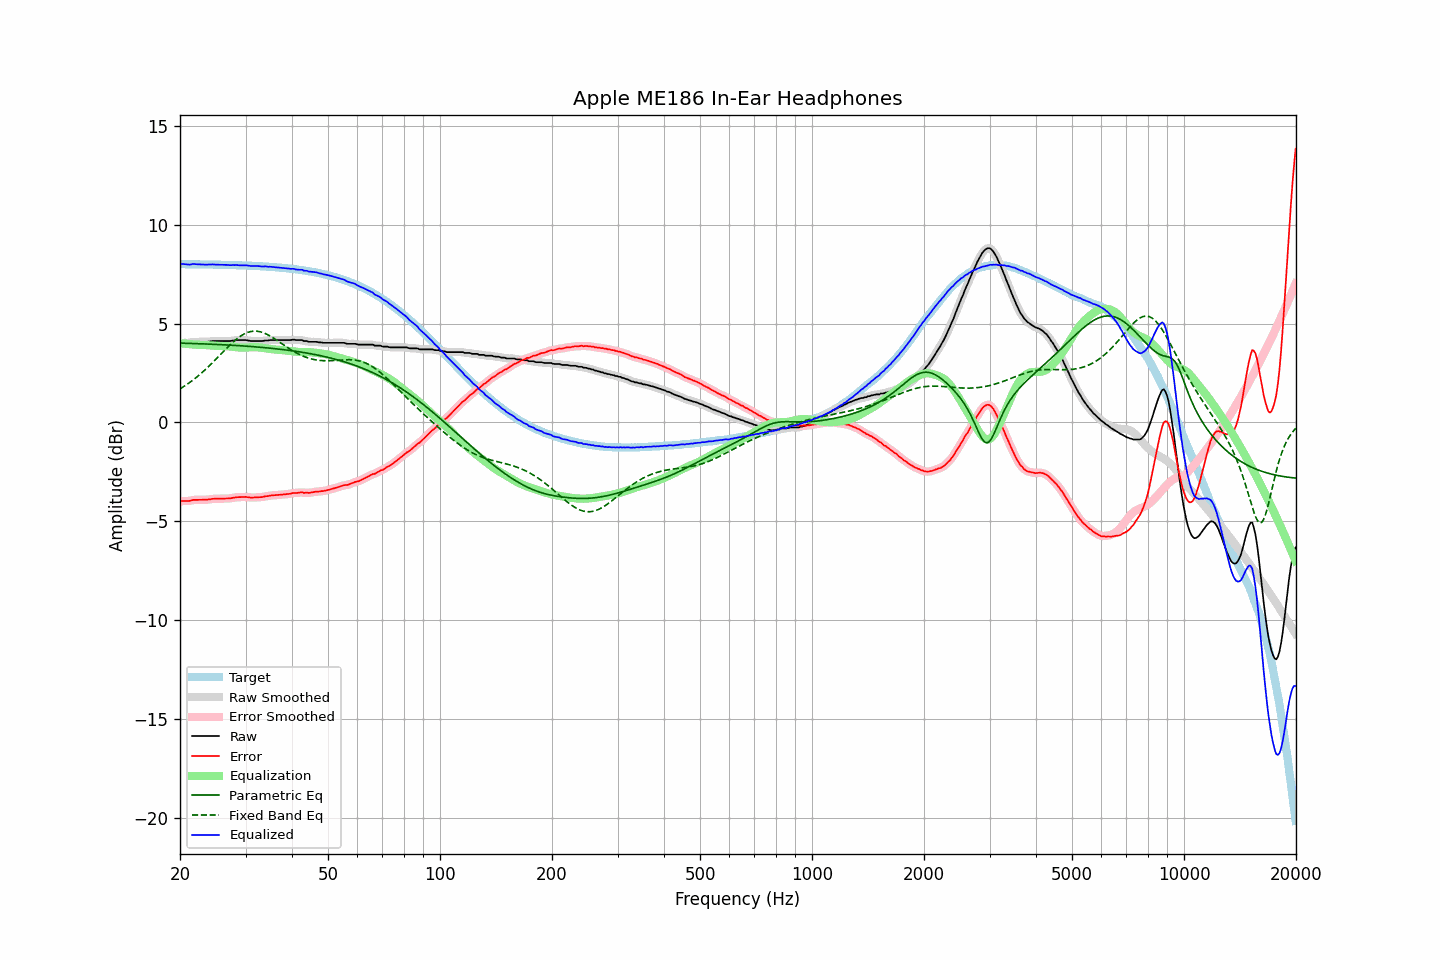 Apple ME186 In-Ear Headphones
15
10
5
0
−5
−10
−15
−20
Amplitude (dBr)
Target
Raw Smoothed
Error Smoothed
Raw
Error
Equalization
Parametric Eq
Fixed Band Eq
Equalized
20 50 100 200 500 1000 2000 5000 10000 20000
Frequency (Hz)